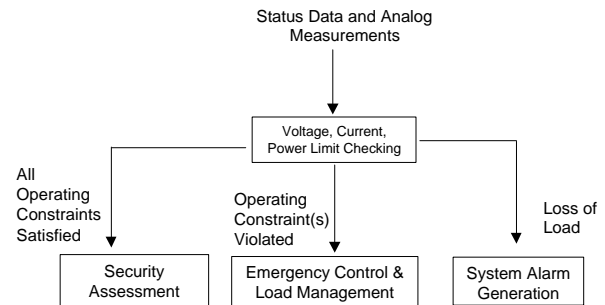 Status Data and Analog
Measurements
Voltage, Current,
Power Limit Checking
All
Operating
Constraints
Satisfied
Operating
Constraint(s)
Violated
Loss of
Load
Security
Assessment
Emergency Control &
Load Management
System Alarm
Generation